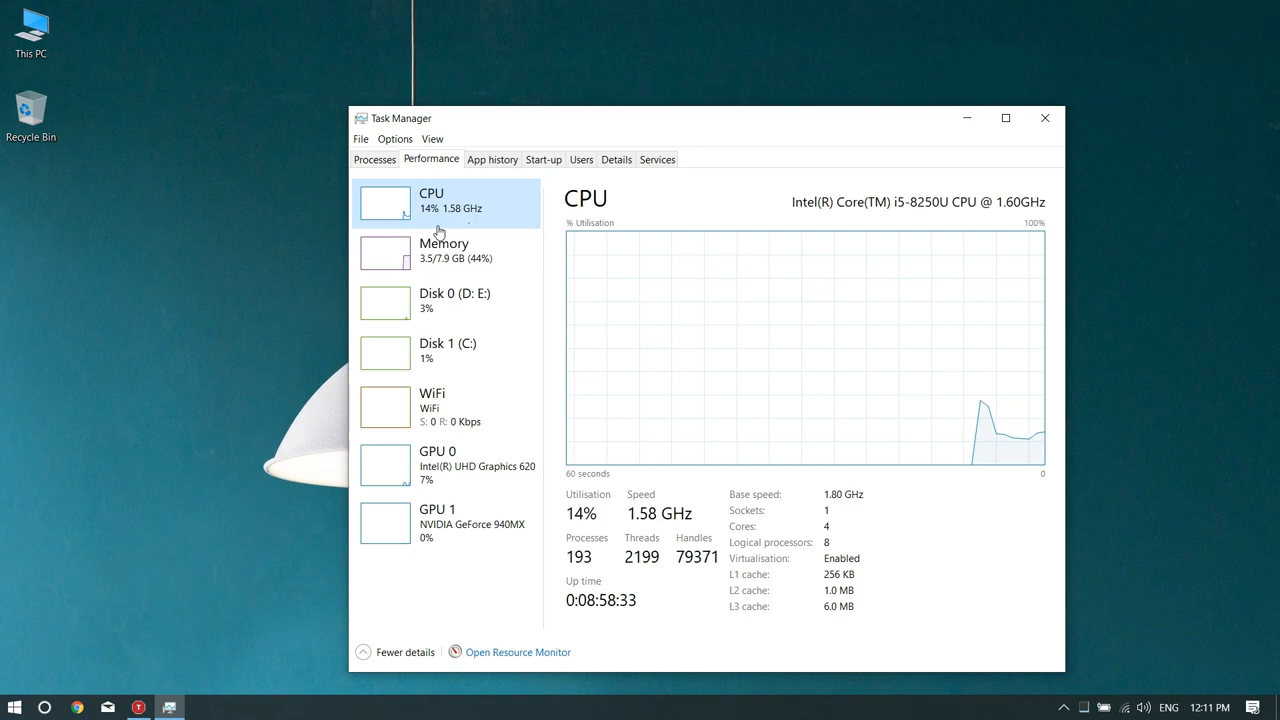 This PC
Recycle Bin
Task Manager
File Options View
Processes Performance App history Start-up Users Details Services
CPU
14% 1.58 GHz
Memory
3.5/7.9 GB (44%)
Disk 0 (D: E:)
3%
Disk 1 (C:)
1%
WiFi
WiFi
S: 0 R: 0 Kbps
GPU 0
Intel(R) UHD Graphics 620
7%
GPU 1
NVIDIA GeForce 940MX
0%
CPU Intel(R) Core(TM) i5-8250U CPU @ 1.60GHz
% Utilisation 100%
60 seconds 0
Utilisation Speed
14% 1.58 GHz
Processes Threads Handles
193 2199 79371
Up time
0:08:58:33
Base speed: 1.80 GHz
Sockets: 1
Cores: 4
Logical processors: 8
Virtualisation: Enabled
L1 cache: 256 KB
L2 cache: 1.0 MB
L3 cache: 6.0 MB
Fewer details Open Resource Monitor
T
ENG 12:11 PM